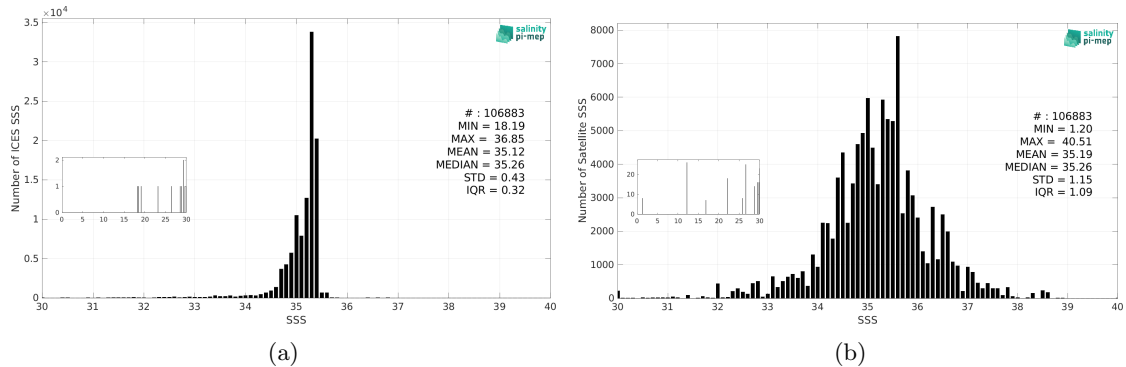 ×10^4
3.5
3
2.5
2
1.5
1
0.5
0
Number of ICES SSS
salinity
pi-mep
# : 106883
MIN = 18.19
MAX = 36.85
MEAN = 35.12
MEDIAN = 35.26
STD = 0.43
IQR = 0.32
2
1
0
0 5 10 15 20 25 30
30 31 32 33 34 35 36 37 38 39 40
SSS
(a)
8000
7000
6000
5000
4000
3000
2000
1000
0
Number of Satellite SSS
salinity
pi-mep
# : 106883
MIN = 1.20
MAX = 40.51
MEAN = 35.19
MEDIAN = 35.26
STD = 1.15
IQR = 1.09
20
10
0
0 5 10 15 20 25 30
30 31 32 33 34 35 36 37 38 39 40
SSS
(b)